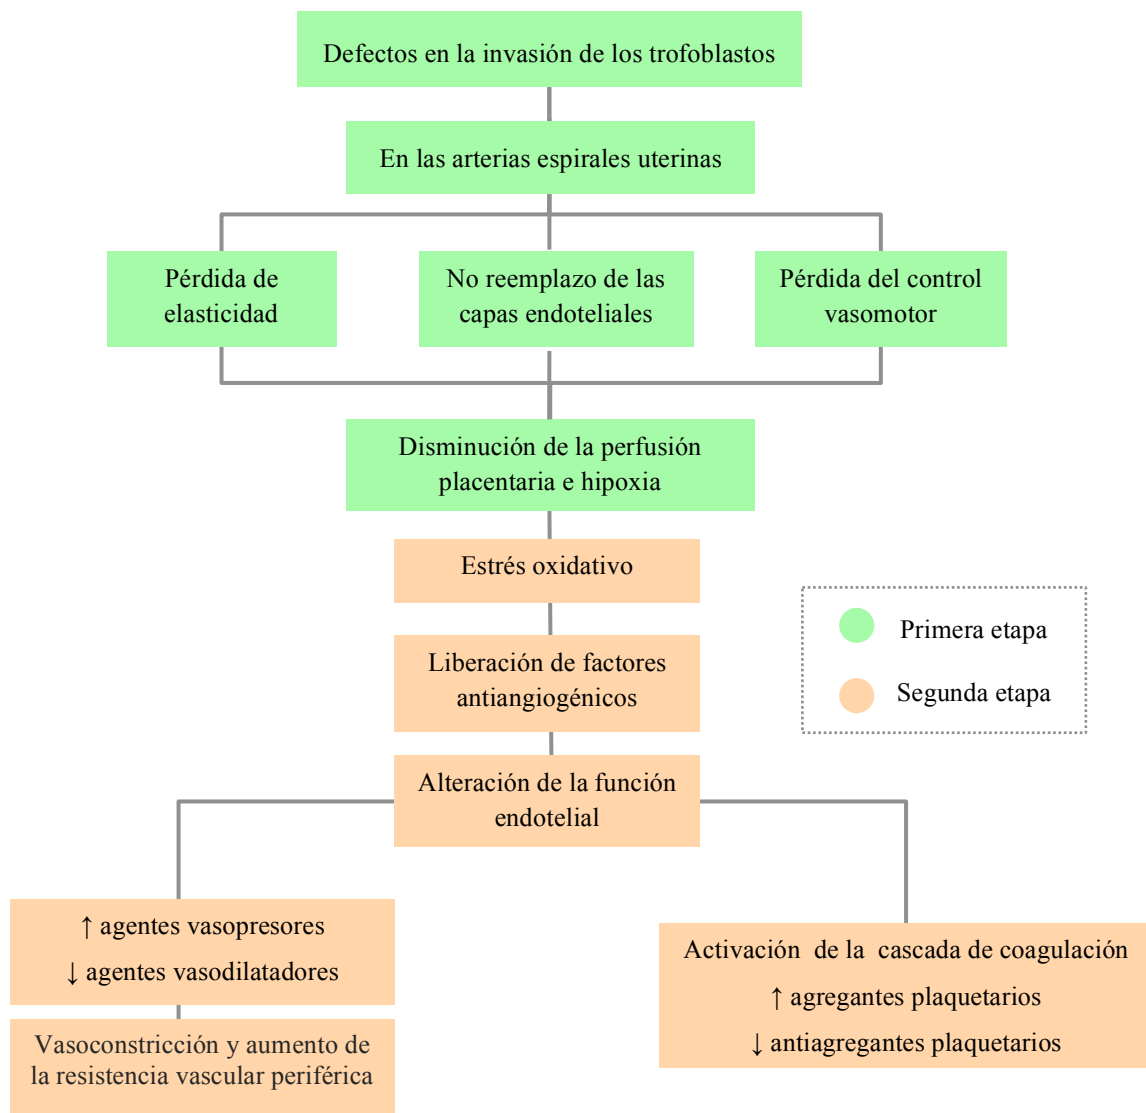 Defectos en la invasión de los trofoblastos
En las arterias espirales uterinas
Pérdida de
elasticidad
No reemplazo de las
capas endoteliales
Pérdida del control
vasomotor
Disminución de la perfusión
placentaria e hipoxia
Estrés oxidativo
Primera etapa
Liberación de factores
antiangiogénicos
Segunda etapa
Alteración de la función
endotelial
↑ agentes vasopresores
↓ agentes vasodilatadores
Vasoconstricción y aumento de
la resistencia vascular periférica
Activación de la cascada de coagulación
↑ agregantes plaquetarios
↓ antiagregantes plaquetarios